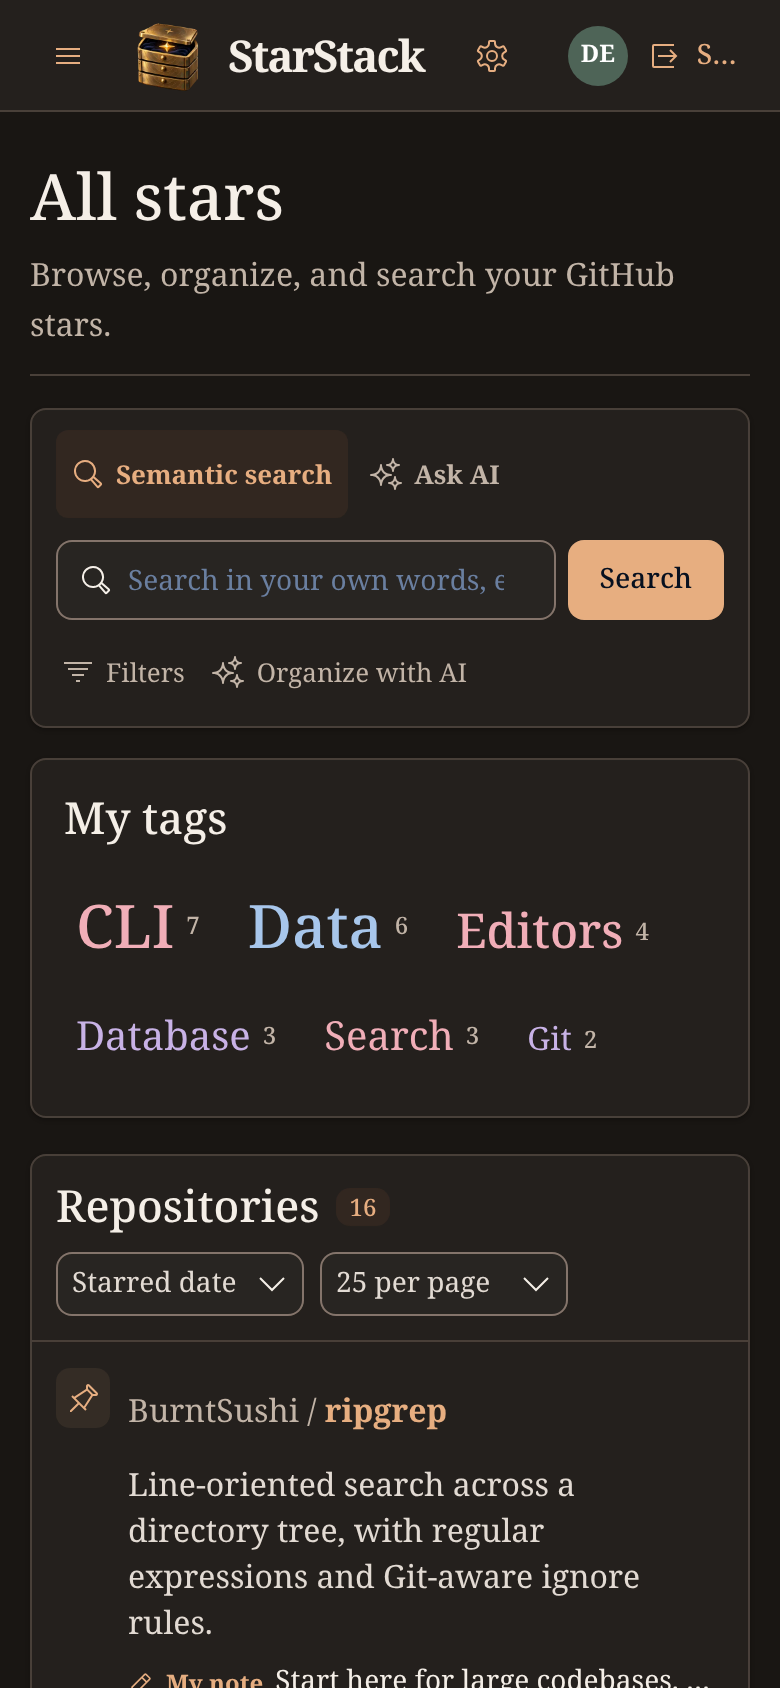 StarStack DE S...
All stars
Browse, organize, and search your GitHub
stars.
Semantic search Ask AI
Search in your own words, e Search
Filters Organize with AI
My tags
CLI 7 Data 6 Editors 4
Database 3 Search 3 Git 2
Repositories 16
Starred date 25 per page
BurntSushi / ripgrep
Line-oriented search across a
directory tree, with regular
expressions and Git-aware ignore
rules.
My note Start here for large codebases. ...